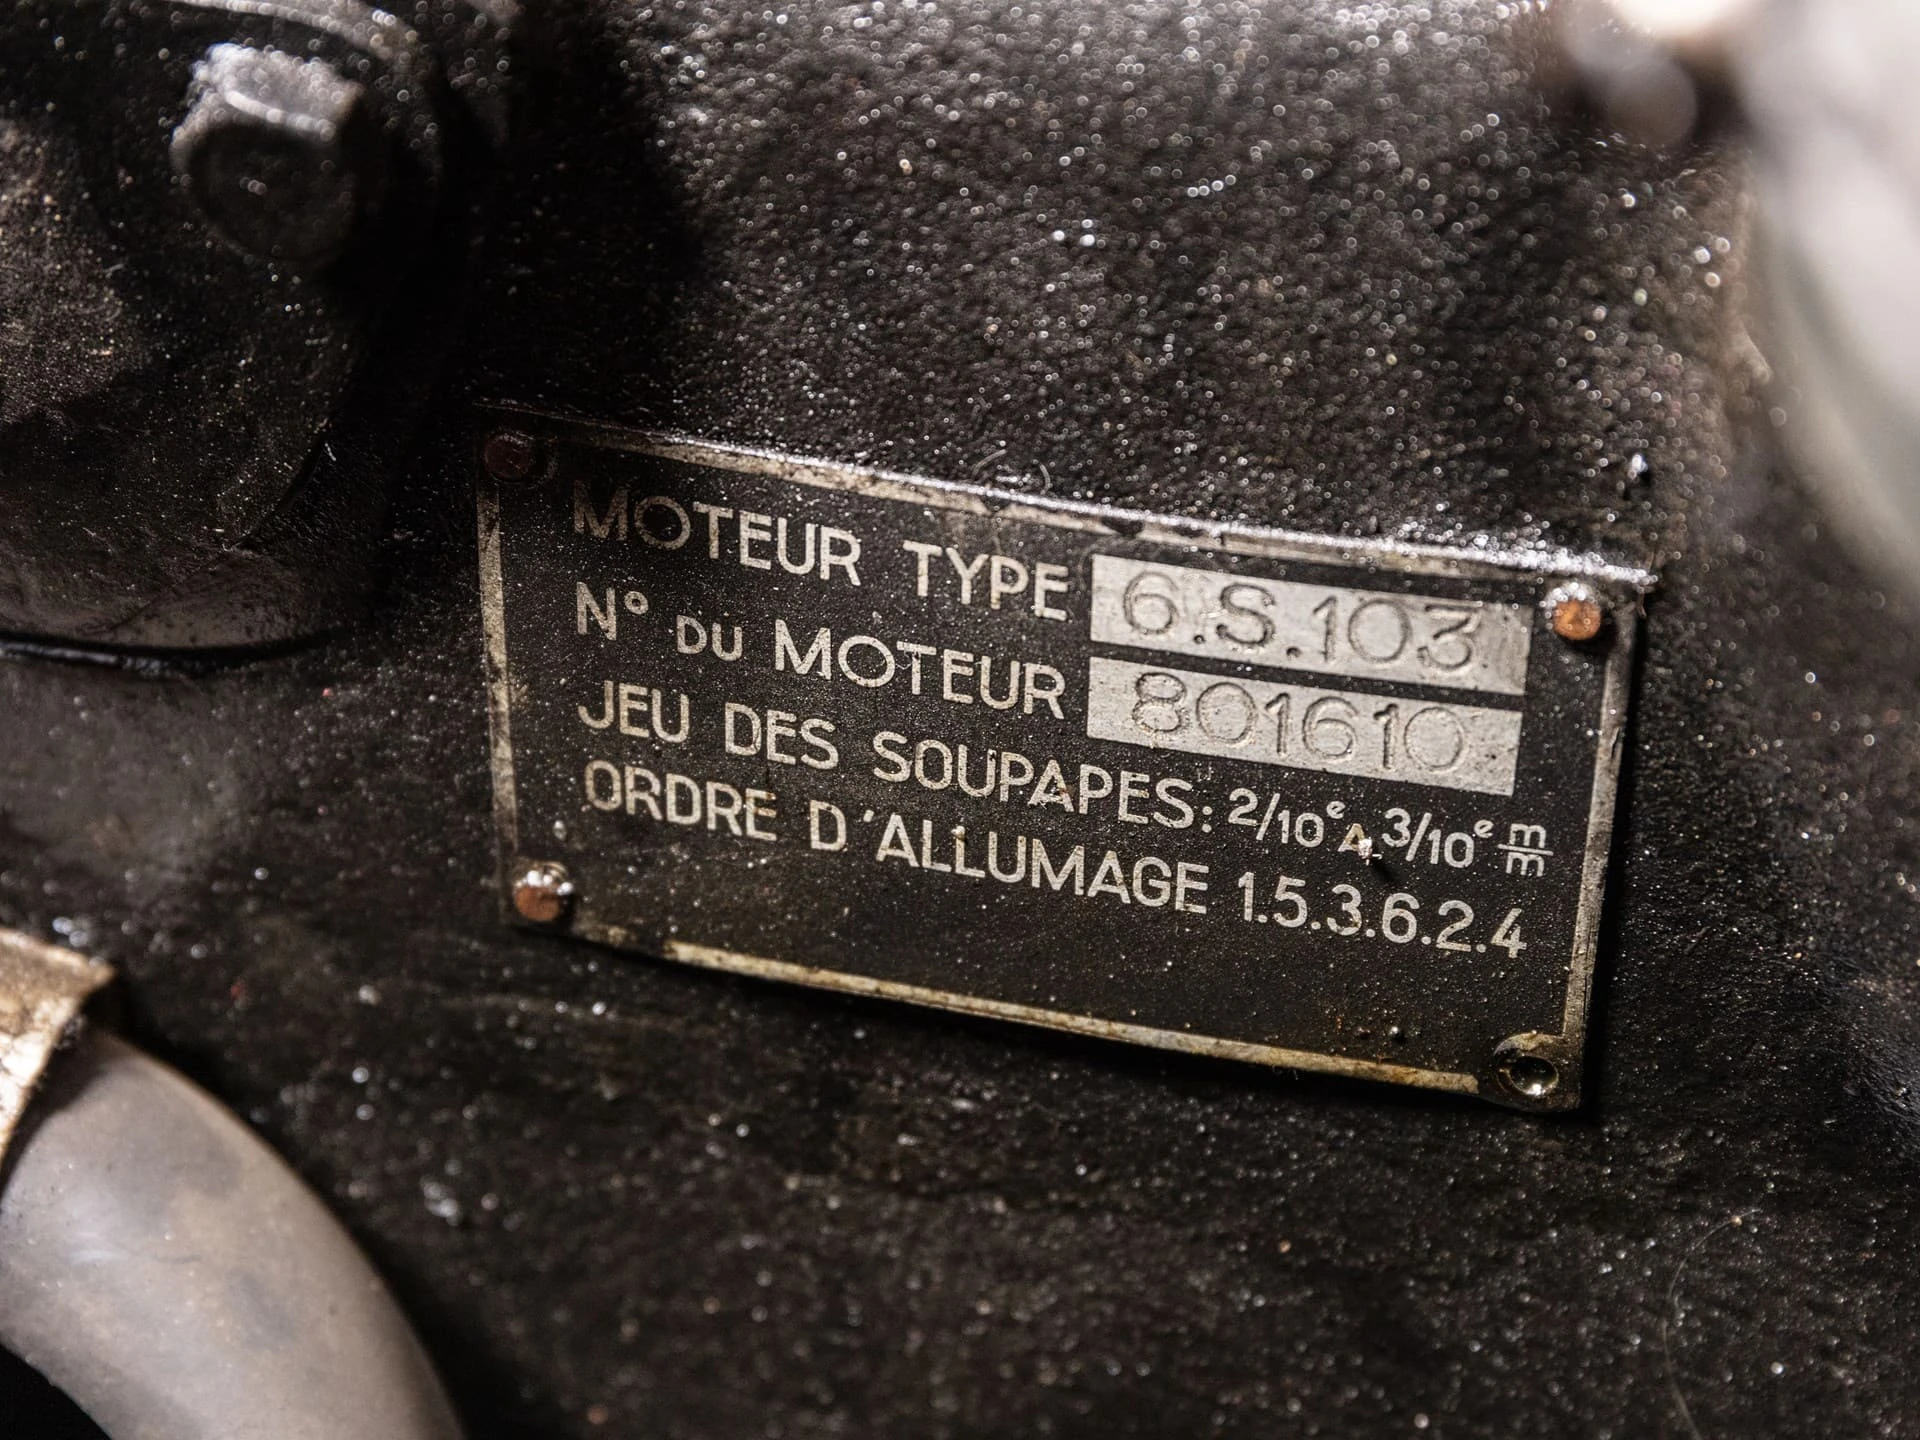 MOTEUR TYPE 6.S.103
N° DU MOTEUR 801610
JEU DES SOUPAPES: 2/10e A 3/10e m/m
ORDRE D'ALLUMAGE 1.5.3.6.2.4